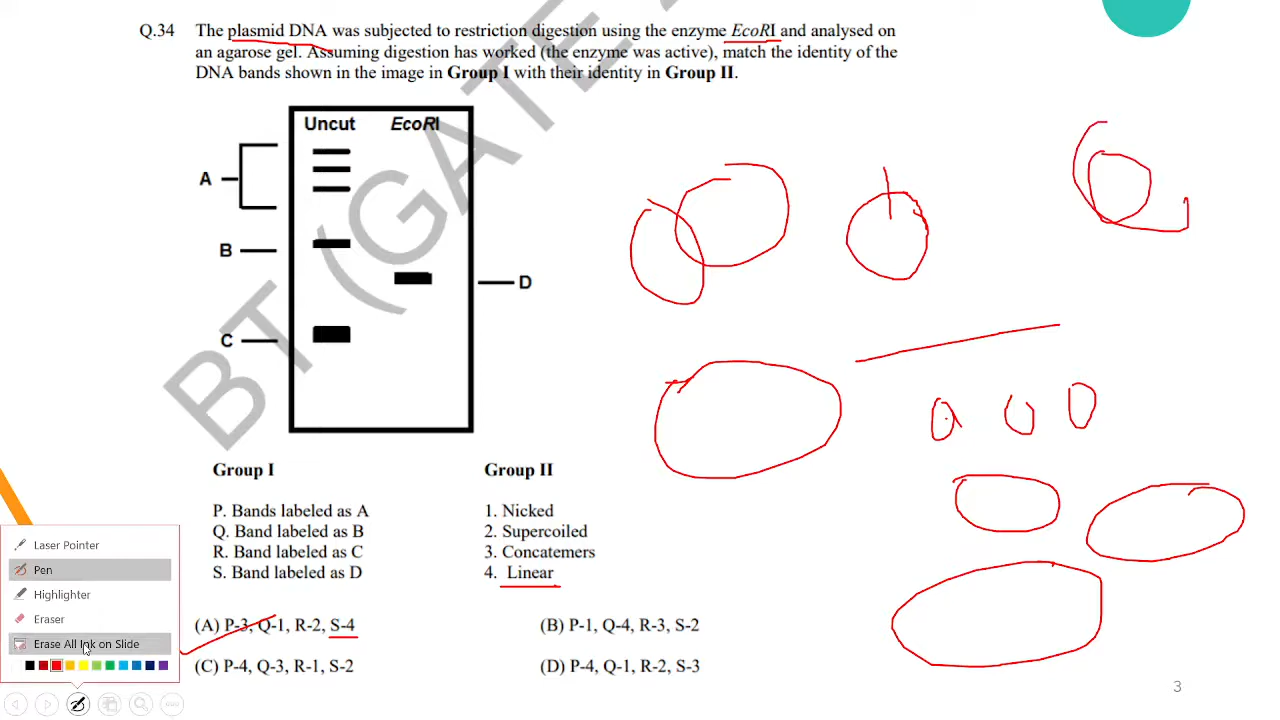 Q.34 The plasmid DNA was subjected to restriction digestion using the enzyme EcoRI and analysed on
an agarose gel. Assuming digestion has worked (the enzyme was active), match the identity of the
DNA bands shown in the image in Group I with their identity in Group II.
Uncut EcoRI
A
B
D
C
BT (GATE
Group I Group II
P. Bands labeled as A 1. Nicked
Q. Band labeled as B 2. Supercoiled
R. Band labeled as C 3. Concatemers
S. Band labeled as D 4. Linear
(A) P-3, Q-1, R-2, S-4 (B) P-1, Q-4, R-3, S-2
(C) P-4, Q-3, R-1, S-2 (D) P-4, Q-1, R-2, S-3
Laser Pointer
Pen
Highlighter
Eraser
Erase All Ink on Slide
3